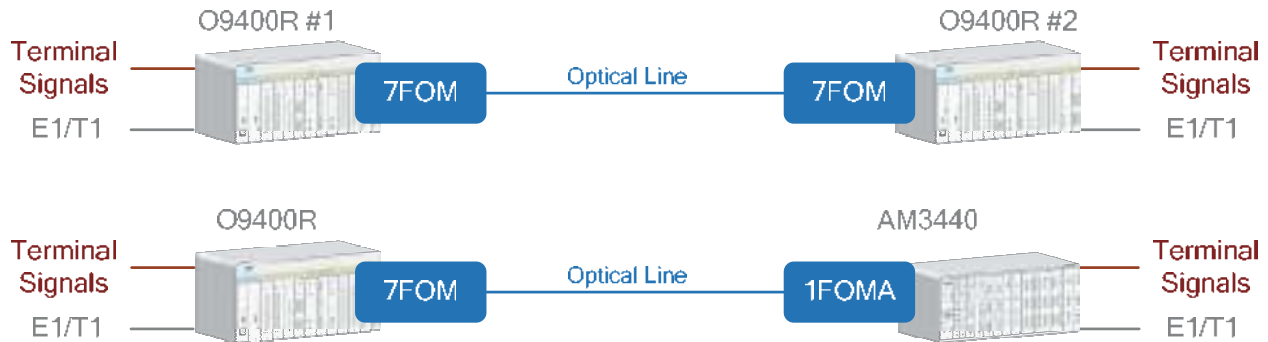 O9400R #1
O9400R #2
Terminal
Signals
E1/T1
7FOM
Optical Line
7FOM
Terminal
Signals
E1/T1
O9400R
AM3440
Terminal
Signals
E1/T1
7FOM
Optical Line
1FOMA
Terminal
Signals
E1/T1